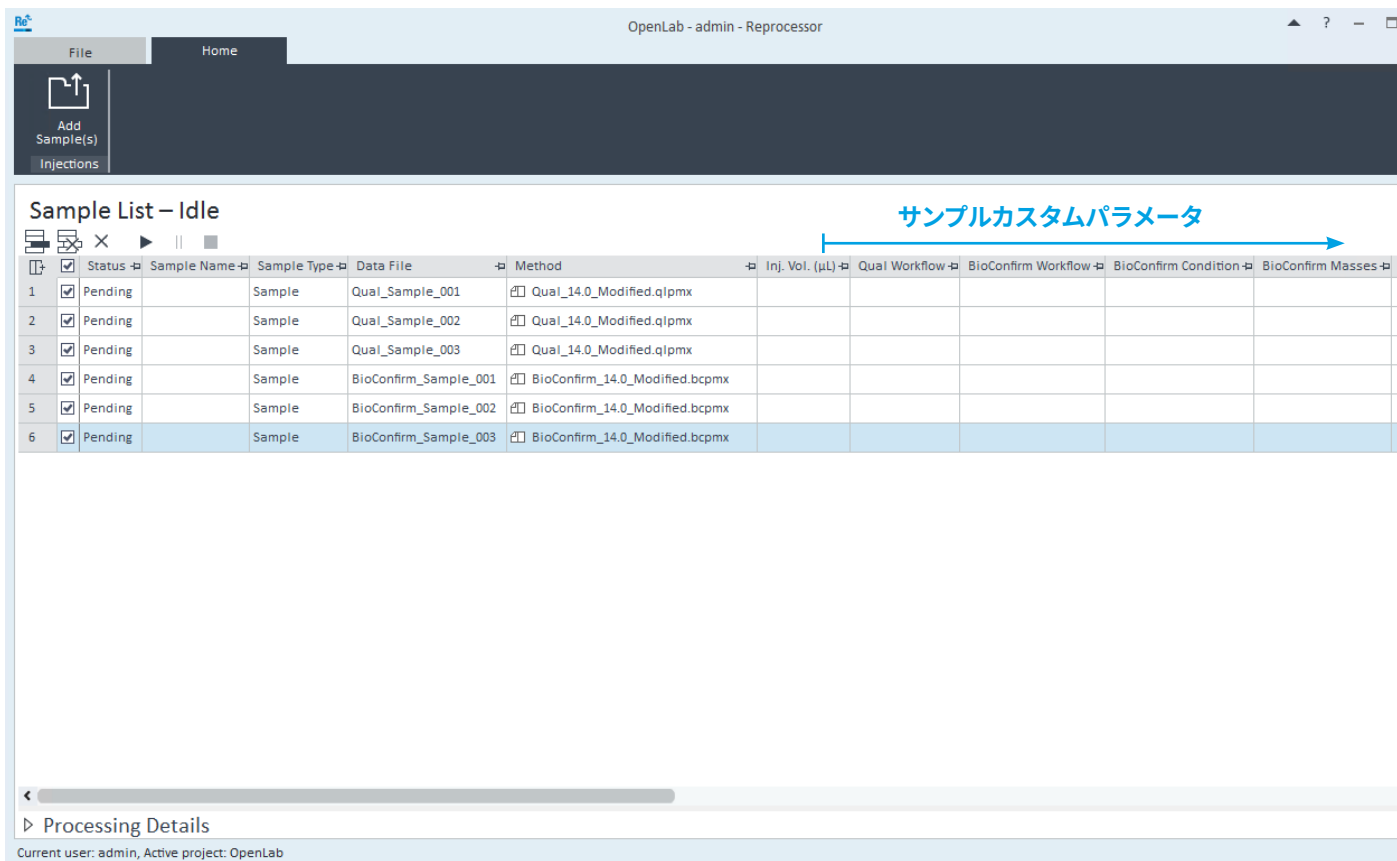 Re
OpenLab - admin - Reprocessor
?
File Home
Add
Sample(s)
Injections
Sample List – Idle
サンプルカスタムパラメータ
Status Sample Name Sample Type Data File Method Inj. Vol. (µL) Qual Workflow BioConfirm Workflow BioConfirm Condition BioConfirm Masses
1 Pending Sample Qual_Sample_001 Qual_14.0_Modified.qlpmx
2 Pending Sample Qual_Sample_002 Qual_14.0_Modified.qlpmx
3 Pending Sample Qual_Sample_003 Qual_14.0_Modified.qlpmx
4 Pending Sample BioConfirm_Sample_001 BioConfirm_14.0_Modified.bcpmx
5 Pending Sample BioConfirm_Sample_002 BioConfirm_14.0_Modified.bcpmx
6 Pending Sample BioConfirm_Sample_003 BioConfirm_14.0_Modified.bcpmx
Processing Details
Current user: admin, Active project: OpenLab